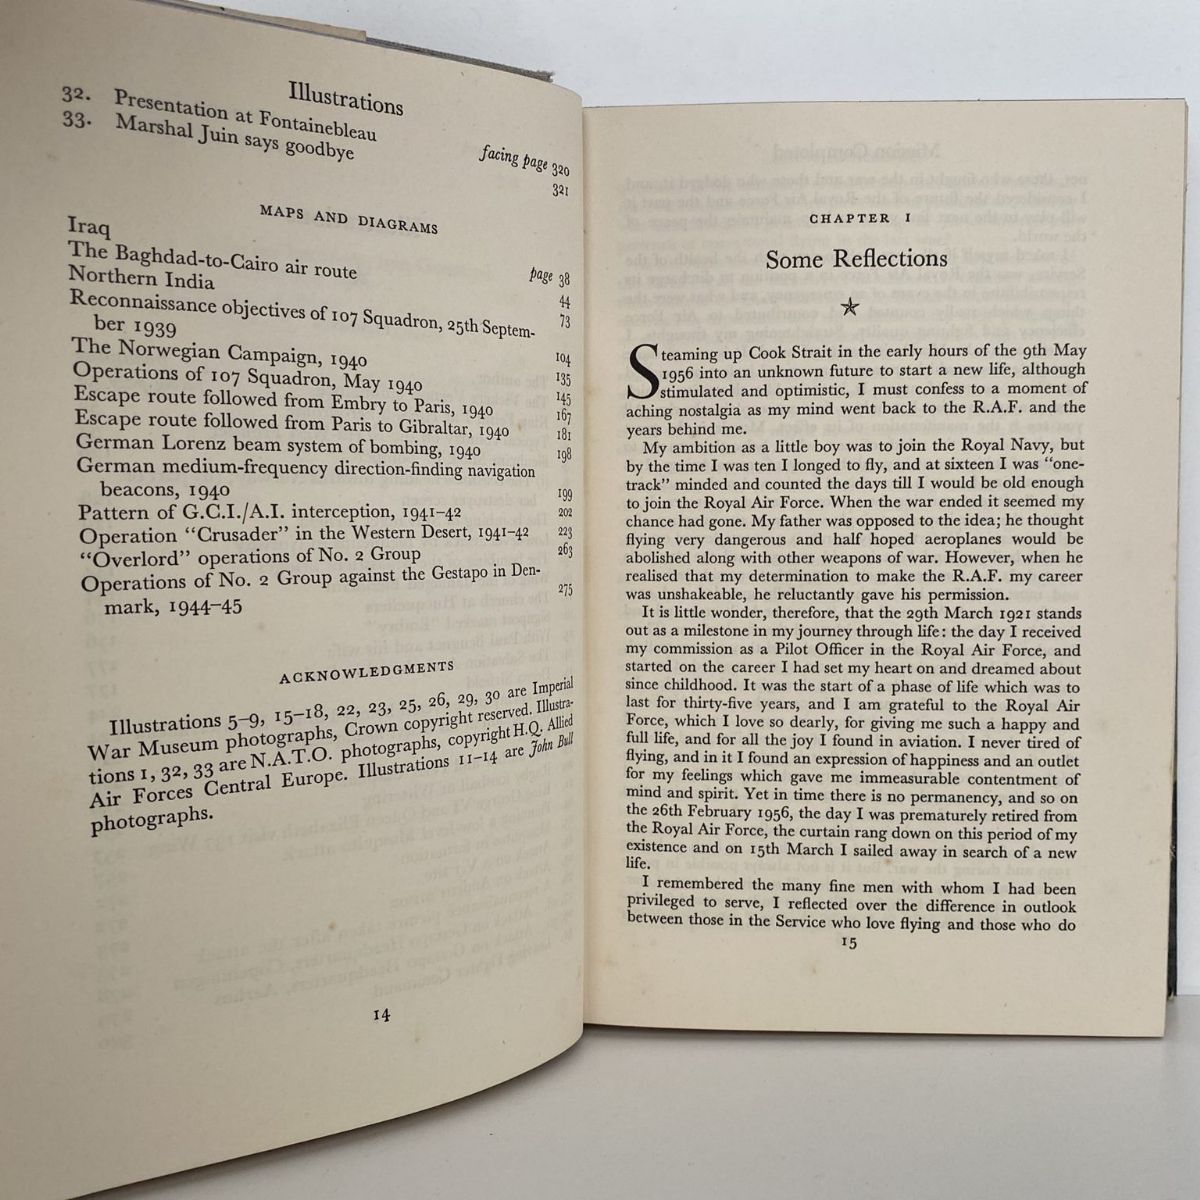 Illustrations
32. Presentation at Fontainebleau facing page 320
33. Marshal Juin says goodbye 321
MAPS AND DIAGRAMS
Iraq page 38
The Baghdad-to-Cairo air route 44
Northern India 73
Reconnaissance objectives of 107 Squadron, 25th Septem-
ber 1939 104
The Norwegian Campaign, 1940 135
Operations of 107 Squadron, May 1940 145
Escape route followed from Embry to Paris, 1940 167
Escape route followed from Paris to Gibraltar, 1940 181
German Lorenz beam system of bombing, 1940 198
German medium-frequency direction-finding navigation
beacons, 1940 199
Pattern of G.C.I./A.I. interception, 1941–42 202
Operation "Crusader" in the Western Desert, 1941–42 223
"Overlord" operations of No. 2 Group 263
Operations of No. 2 Group against the Gestapo in Den-
mark, 1944–45 275
ACKNOWLEDGMENTS
Illustrations 5–9, 15–18, 22, 23, 25, 26, 29, 30 are Imperial
War Museum photographs, Crown copyright reserved. Illustra-
tions 1, 32, 33 are N.A.T.O. photographs, copyright H.Q. Allied
Air Forces Central Europe. Illustrations 11–14 are John Bull
photographs.
14
CHAPTER I
Some Reflections
Steaming up Cook Strait in the early hours of the 9th May
1956 into an unknown future to start a new life, although
stimulated and optimistic, I must confess to a moment of
aching nostalgia as my mind went back to the R.A.F. and the
years behind me.
My ambition as a little boy was to join the Royal Navy, but
by the time I was ten I longed to fly, and at sixteen I was "one-
track" minded and counted the days till I would be old enough
to join the Royal Air Force. When the war ended it seemed my
chance had gone. My father was opposed to the idea; he thought
flying very dangerous and half hoped aeroplanes would be
abolished along with other weapons of war. However, when he
realised that my determination to make the R.A.F. my career
was unshakeable, he reluctantly gave his permission.
It is little wonder, therefore, that the 29th March 1921 stands
out as a milestone in my journey through life: the day I received
my commission as a Pilot Officer in the Royal Air Force, and
started on the career I had set my heart on and dreamed about
since childhood. It was the start of a phase of life which was to
last for thirty-five years, and I am grateful to the Royal Air
Force, which I love so dearly, for giving me such a happy and
full life, and for all the joy I found in aviation. I never tired of
flying, and in it I found an expression of happiness and an outlet
for my feelings which gave me immeasurable contentment of
mind and spirit. Yet in time there is no permanency, and so on
the 26th February 1956, the day I was prematurely retired from
the Royal Air Force, the curtain rang down on this period of my
existence and on 15th March I sailed away in search of a new
life.
I remembered the many fine men with whom I had been
privileged to serve, I reflected over the difference in outlook
between those in the Service who love flying and those who do
15